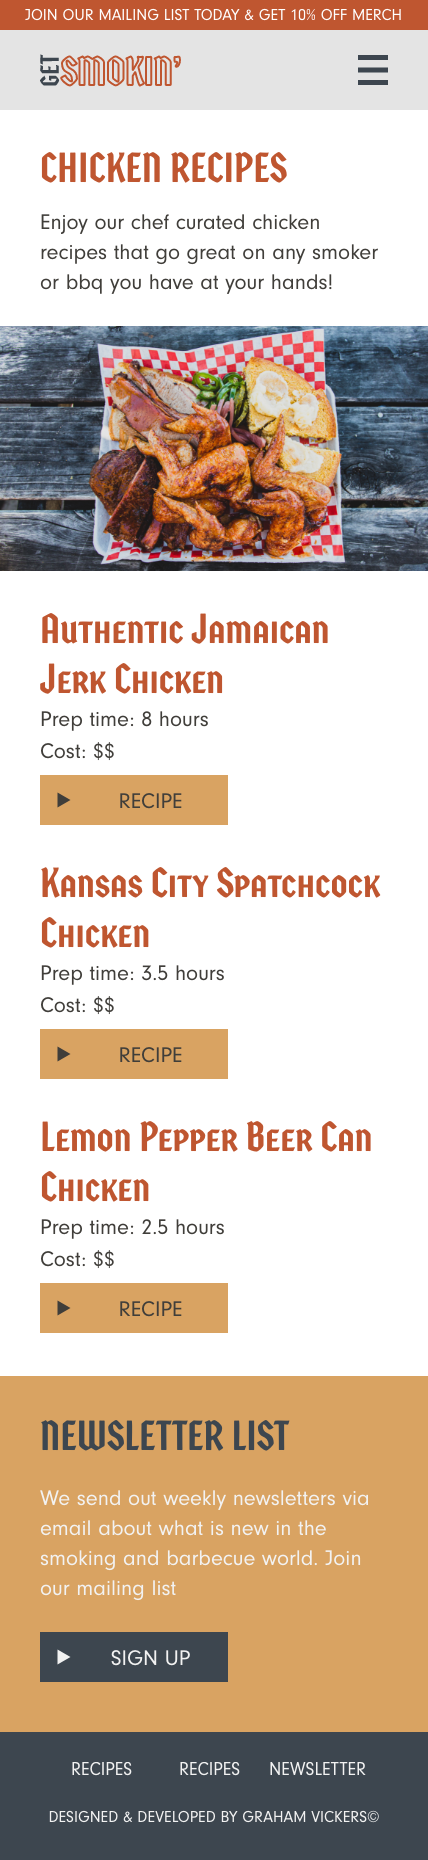 JOIN OUR MAILING LIST TODAY & GET 10% OFF MERCH
GET SMOKIN'
CHICKEN RECIPES
Enjoy our chef curated chicken
recipes that go great on any smoker
or bbq you have at your hands!
Authentic Jamaican
Jerk Chicken
Prep time: 8 hours
Cost: $$
RECIPE
Kansas City Spatchcock
Chicken
Prep time: 3.5 hours
Cost: $$
RECIPE
Lemon Pepper Beer Can
Chicken
Prep time: 2.5 hours
Cost: $$
RECIPE
NEWSLETTER LIST
We send out weekly newsletters via
email about what is new in the
smoking and barbecue world. Join
our mailing list
SIGN UP
RECIPES RECIPES NEWSLETTER
DESIGNED & DEVELOPED BY GRAHAM VICKERS©